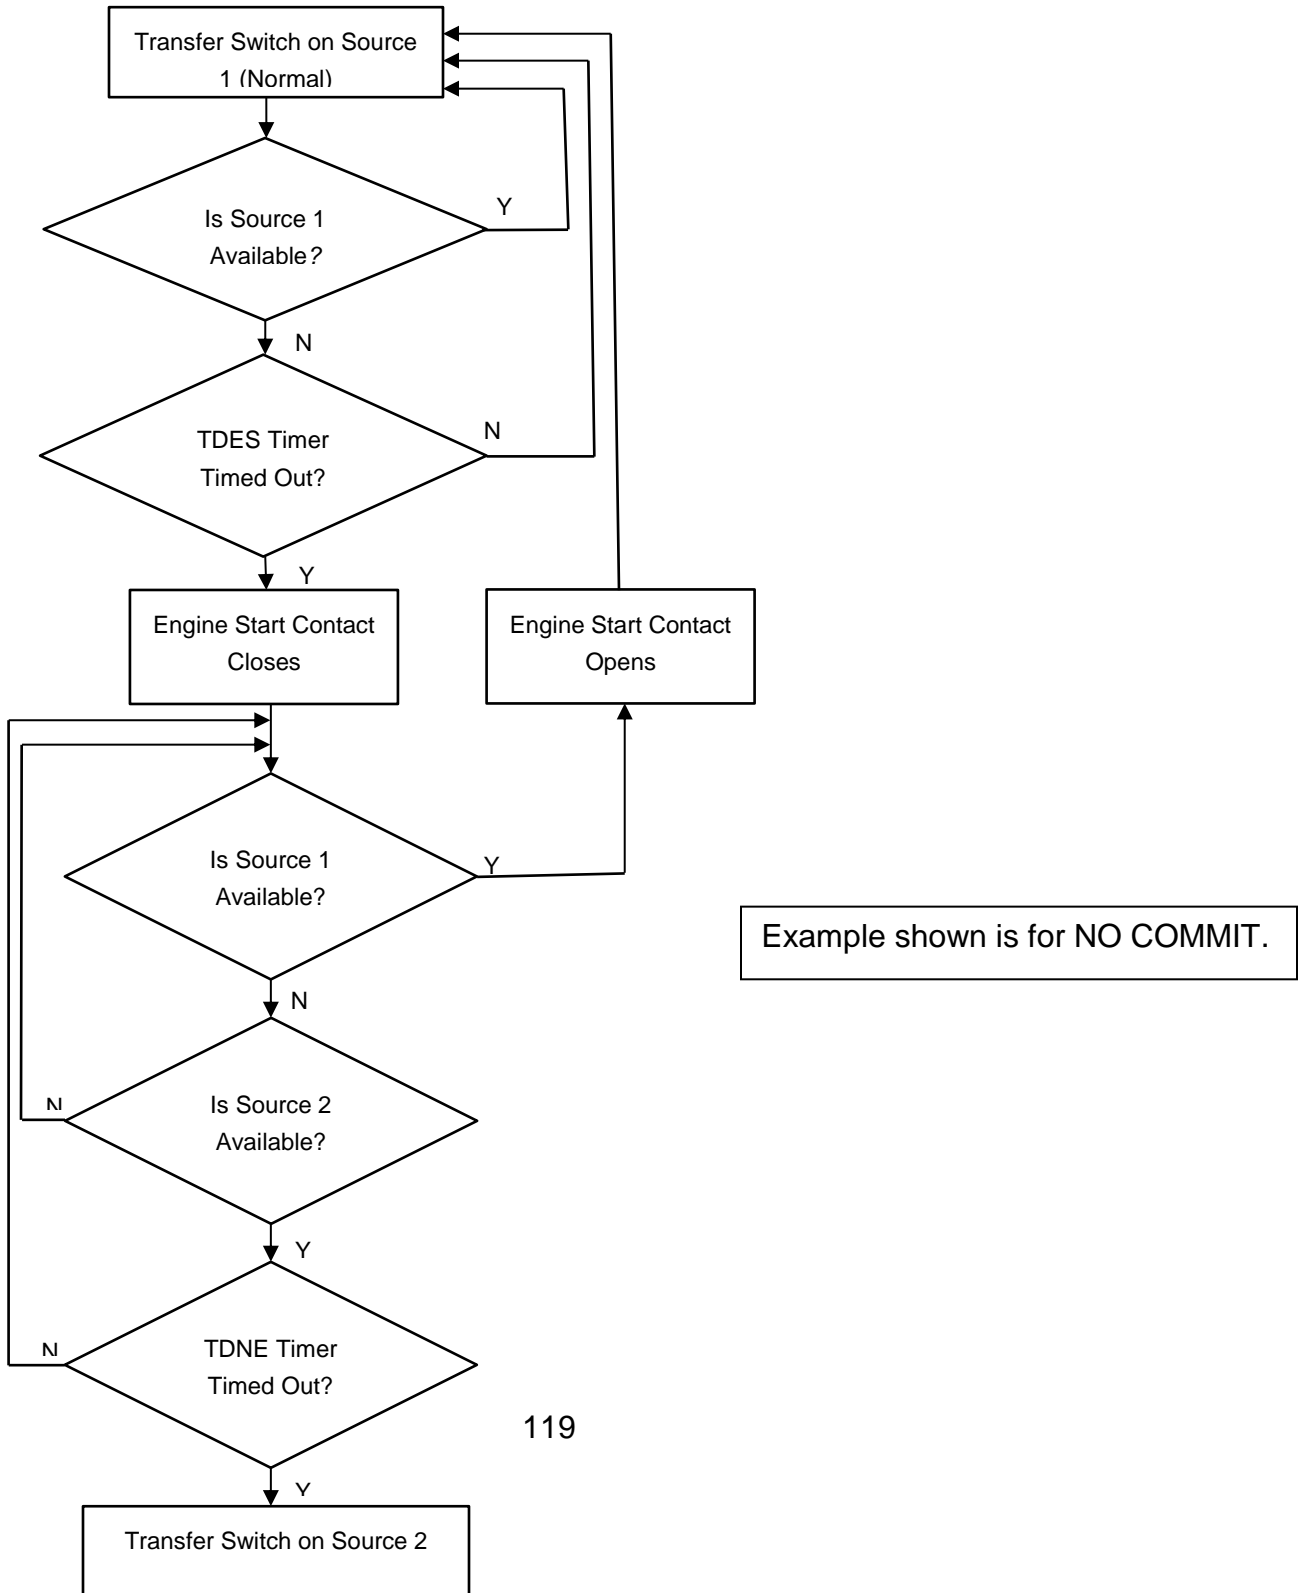 Transfer Switch on Source
1 (Normal)
Is Source 1
Available?
Y
N
TDES Timer
Timed Out?
N
Y
Engine Start Contact
Closes
Engine Start Contact
Opens
Is Source 1
Available?
Y
Example shown is for NO COMMIT.
N
Is Source 2
Available?
N
Y
TDNE Timer
Timed Out?
N
119
Y
Transfer Switch on Source 2